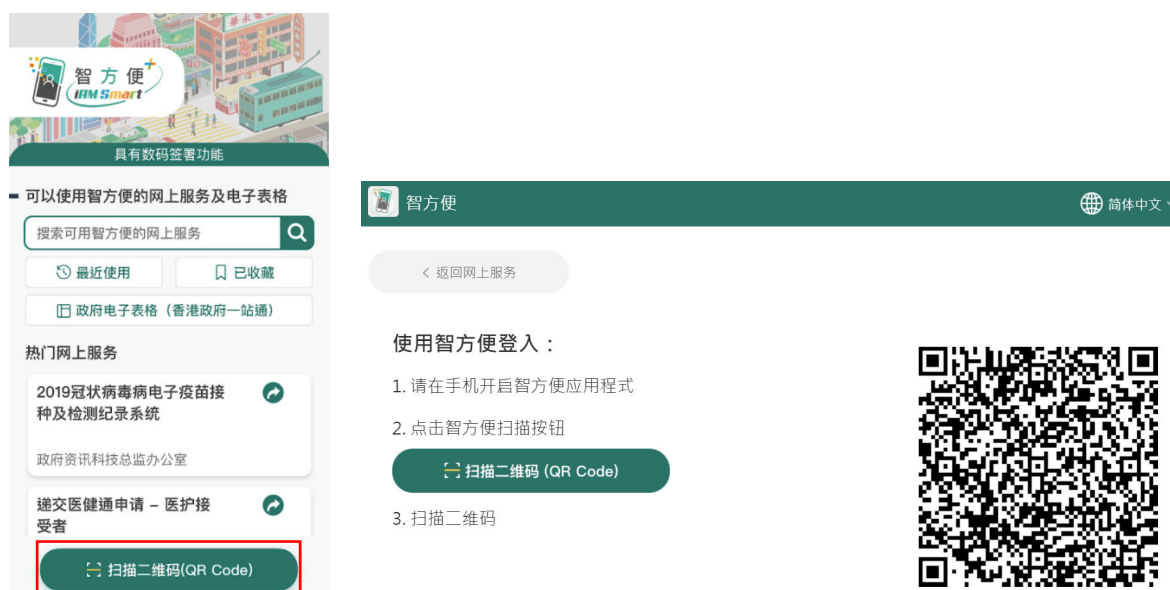 智方便+
iAM Smart
具有数码签署功能
可以使用智方便的网上服务及电子表格
搜索可用智方便的网上服务
最近使用
已收藏
政府电子表格（香港政府一站通）
热门网上服务
2019冠状病毒病电子疫苗接
种及检测纪录系统
政府资讯科技总监办公室
递交医健通申请 – 医护接
受者
扫描二维码(QR Code)
智方便
简体中文
< 返回网上服务
使用智方便登入：
1. 请在手机开启智方便应用程式
2. 点击智方便扫描按钮
扫描二维码 (QR Code)
3. 扫描二维码